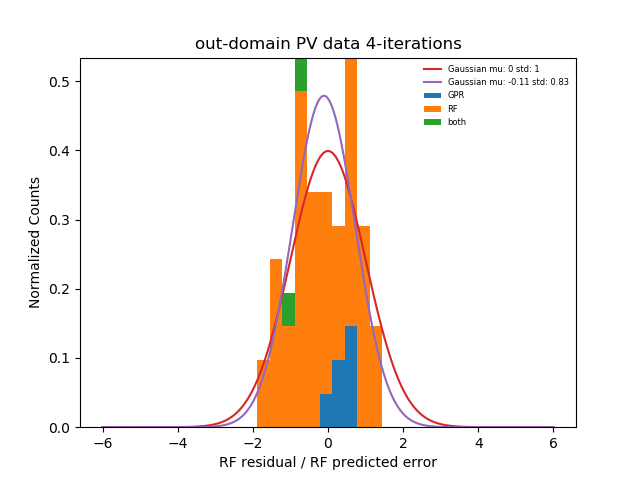 out-domain PV data 4-iterations
Gaussian mu: 0 std: 1
Gaussian mu: -0.11 std: 0.83
GPR
RF
both
Normalized Counts
0.5
0.4
0.3
0.2
0.1
0.0
−6 −4 −2 0 2 4 6
RF residual / RF predicted error